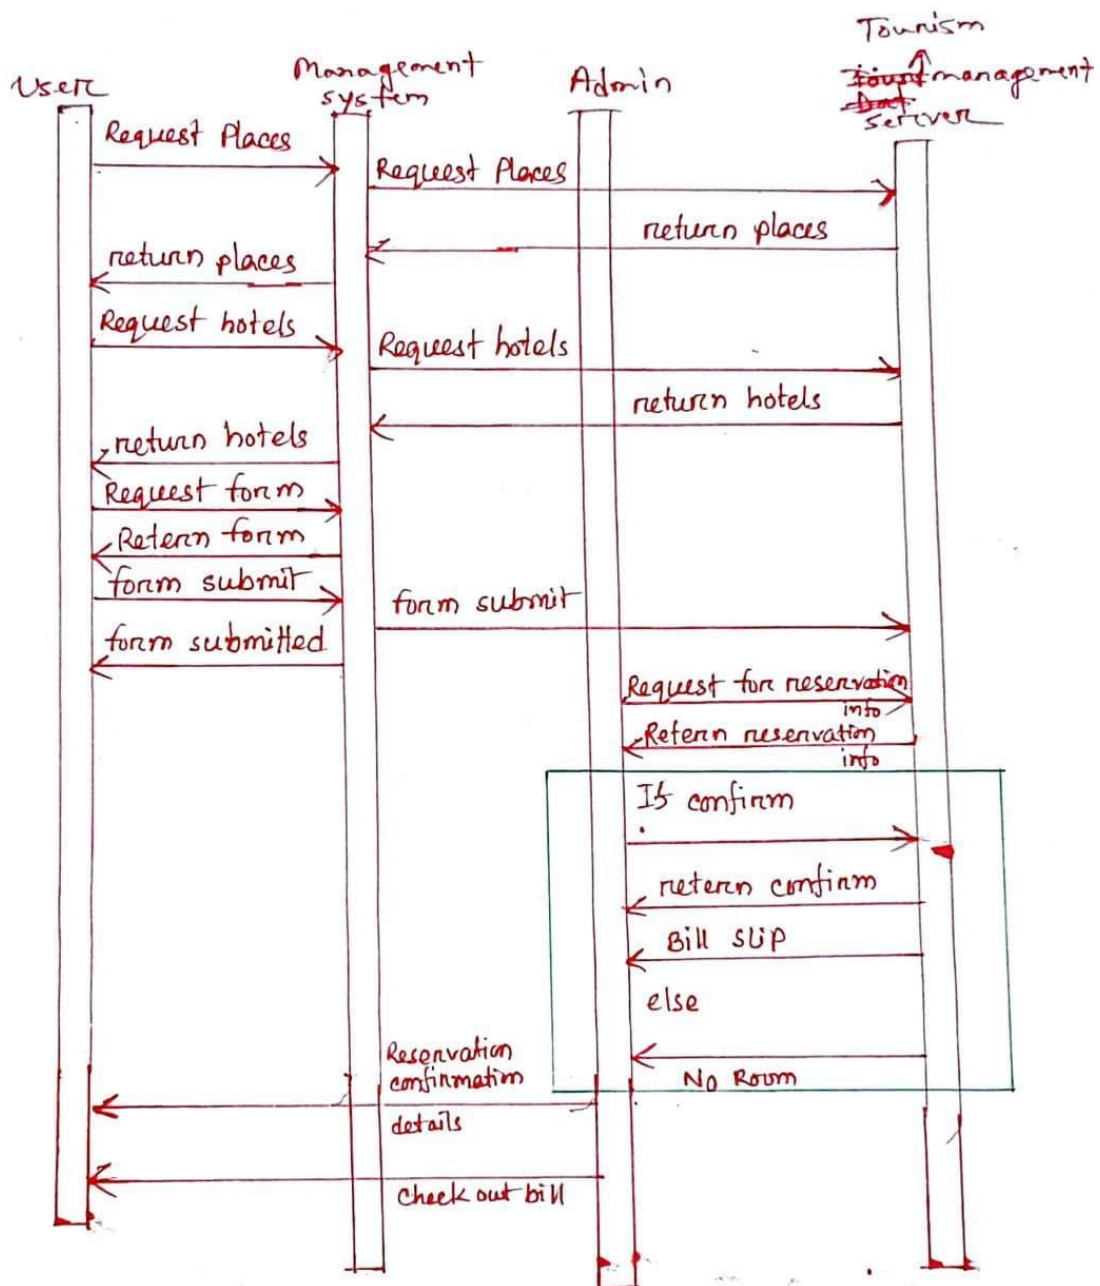 User
Management
system
Admin
Tourism
management
server
Request Places
Request Places
return places
return places
Request hotels
Request hotels
return hotels
return hotels
Request form
Retern form
form submit
form submit
form submitted
Request for reservation
info
Retern reservation
info
If confirm
retern confirm
Bill slip
else
No Room
Reservation
confirmation
details
check out bill